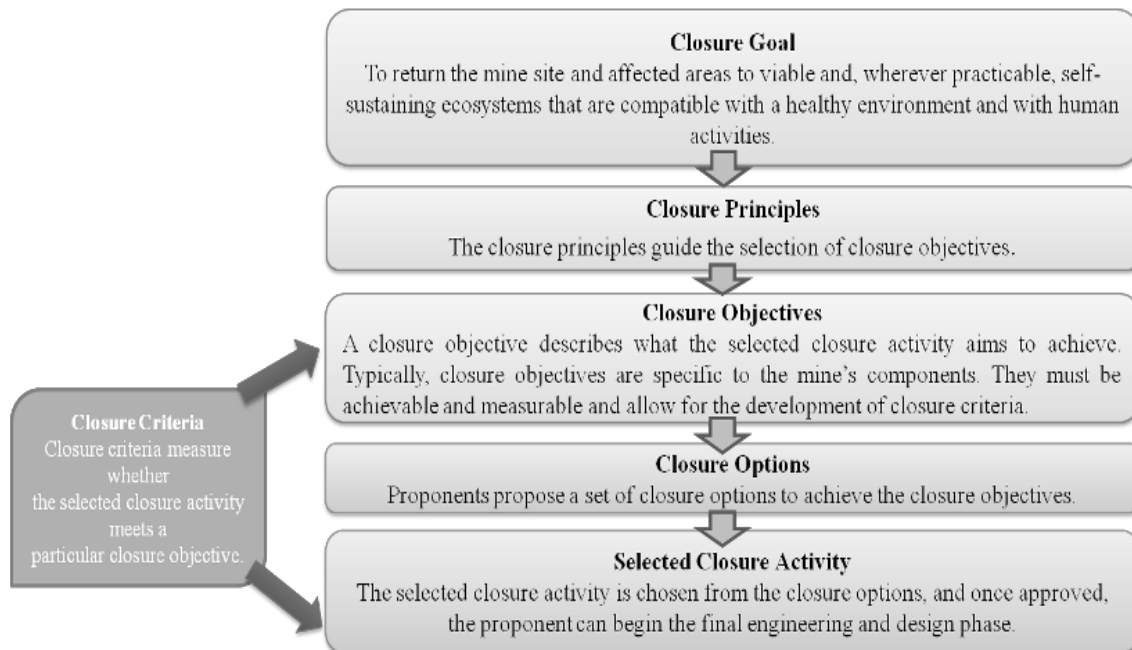 Closure Goal
To return the mine site and affected areas to viable and, wherever practicable, self-
sustaining ecosystems that are compatible with a healthy environment and with human
activities.
Closure Principles
The closure principles guide the selection of closure objectives.
Closure Objectives
A closure objective describes what the selected closure activity aims to achieve.
Typically, closure objectives are specific to the mine's components. They must be
achievable and measurable and allow for the development of closure criteria.
Closure Criteria
Closure criteria measure
whether
the selected closure activity
meets a
particular closure objective.
Closure Options
Proponents propose a set of closure options to achieve the closure objectives.
Selected Closure Activity
The selected closure activity is chosen from the closure options, and once approved,
the proponent can begin the final engineering and design phase.